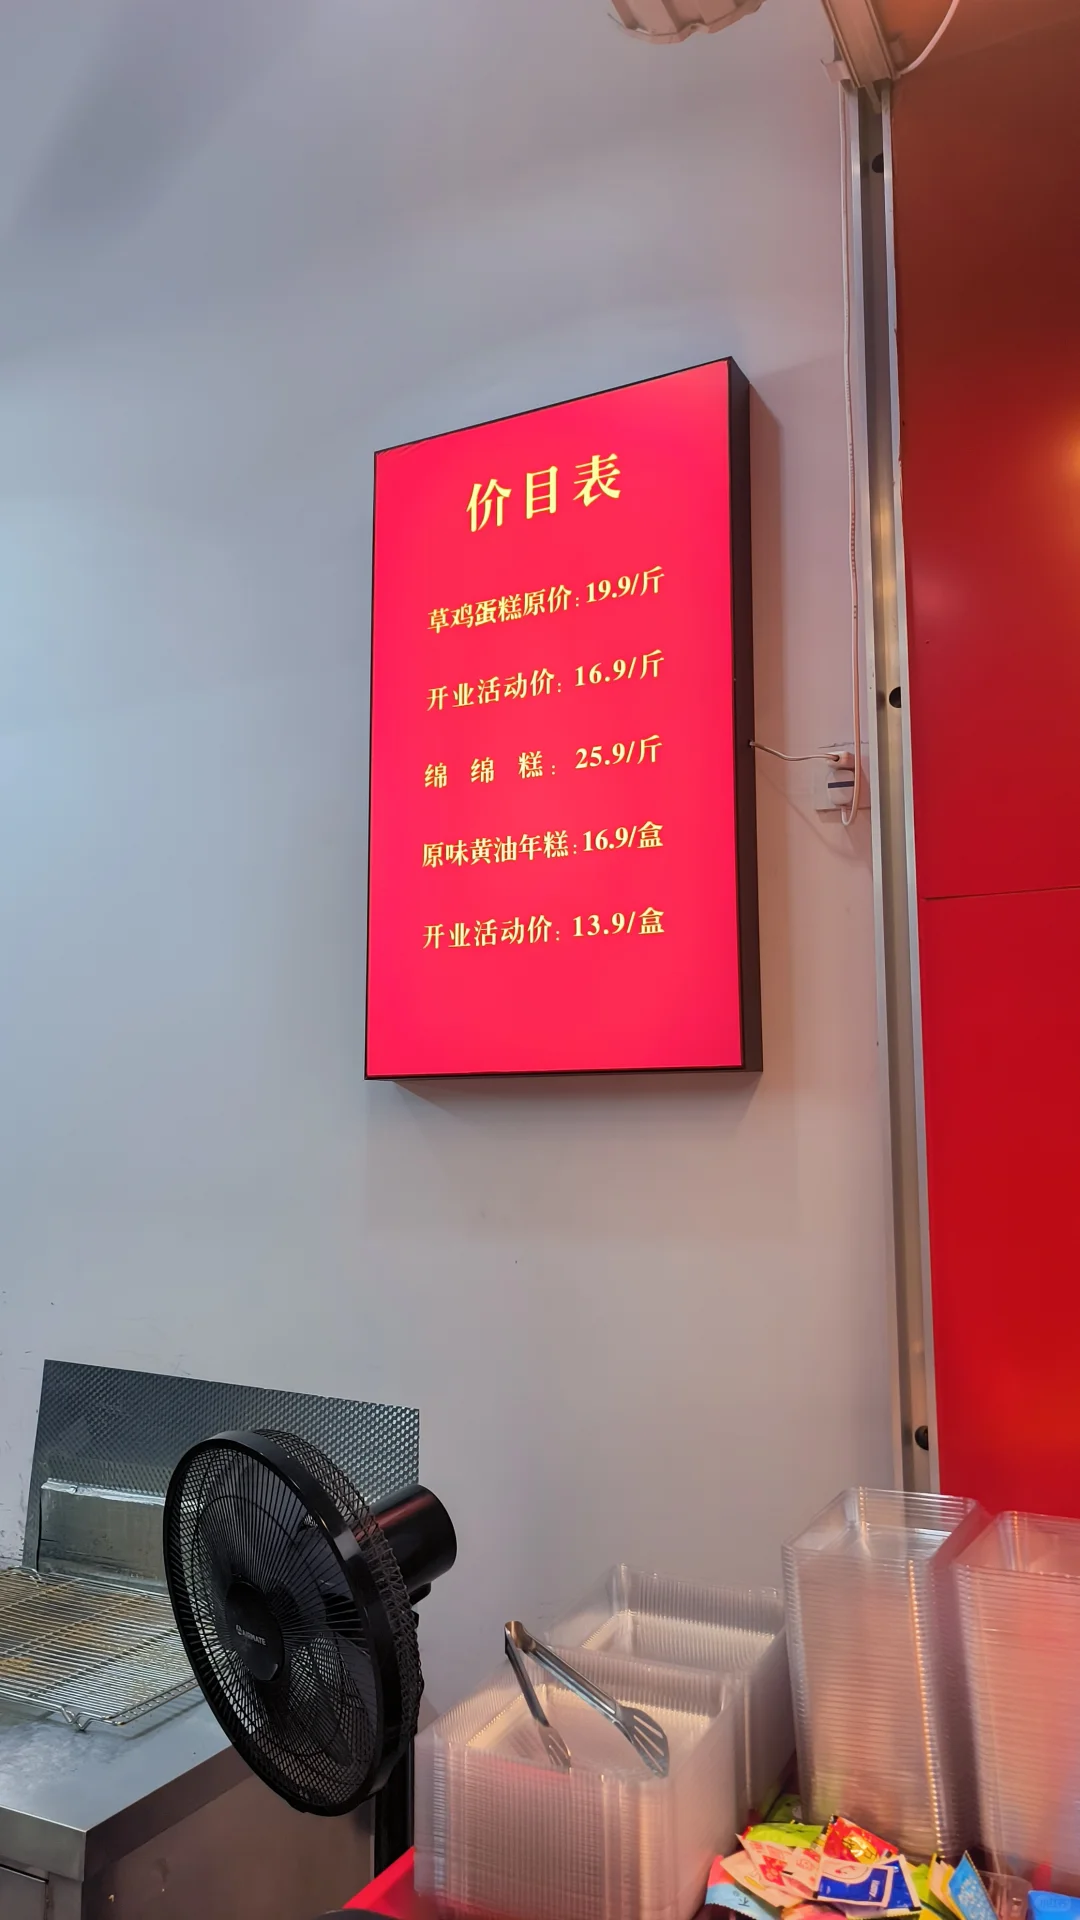 价目表
草鸡蛋糕原价:19.9/斤
开业活动价: 16.9/斤
绵 绵 糕: 25.9/斤
原味黄油年糕:16.9/盒
开业活动价: 13.9/盒
AIRMATE